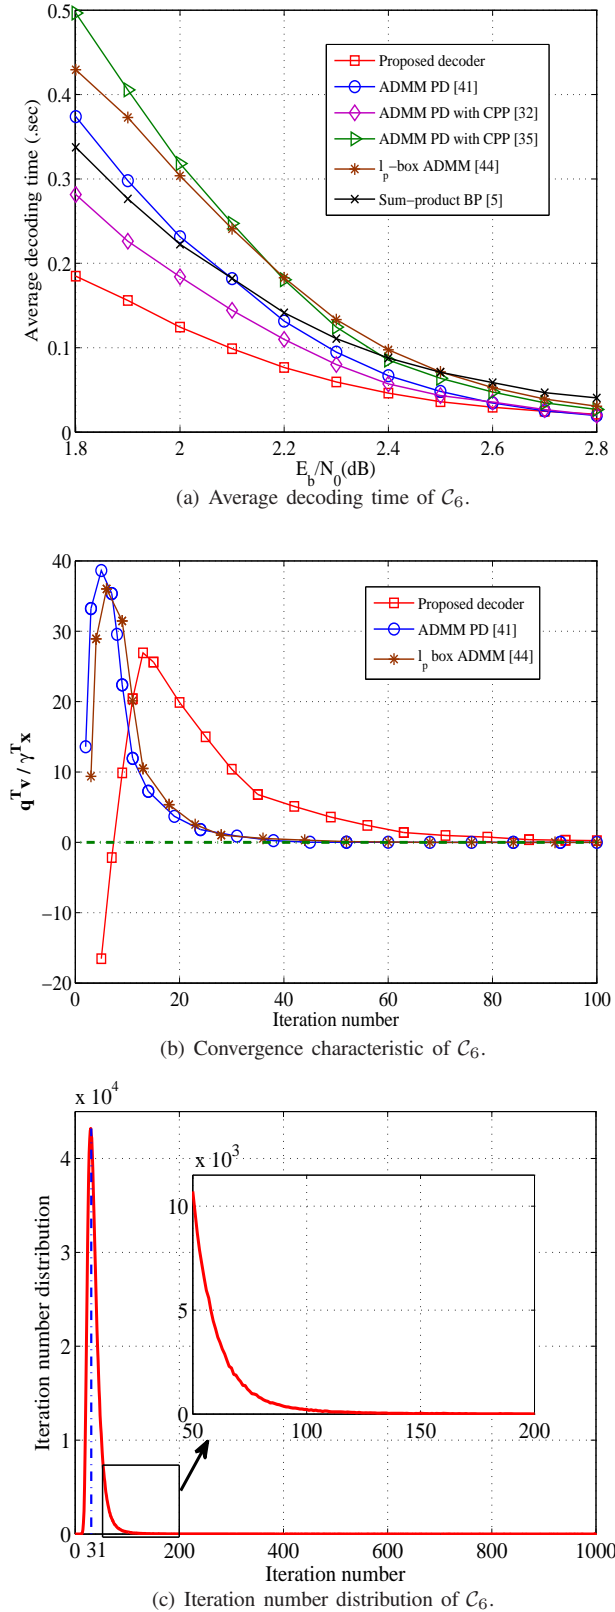 0.5
0.4
0.3
0.2
0.1
0
Average decoding time (.sec)
Proposed decoder
ADMM PD [41]
ADMM PD with CPP [32]
ADMM PD with CPP [35]
l_p-box ADMM [44]
Sum-product BP [5]
1.8 2 2.2 2.4 2.6 2.8
E_b/N_0(dB)
(a) Average decoding time of 𝒞₆.
40
30
20
10
0
−10
−20
q^T v / γ^T x
Proposed decoder
ADMM PD [41]
l_p box ADMM [44]
0 20 40 60 80 100
Iteration number
(b) Convergence characteristic of 𝒞₆.
x 10^4
4
3
2
1
0
Iteration number distribution
x 10^3
10
5
0
50 100 150 200
0 31 200 400 600 800 1000
Iteration number
(c) Iteration number distribution of 𝒞₆.